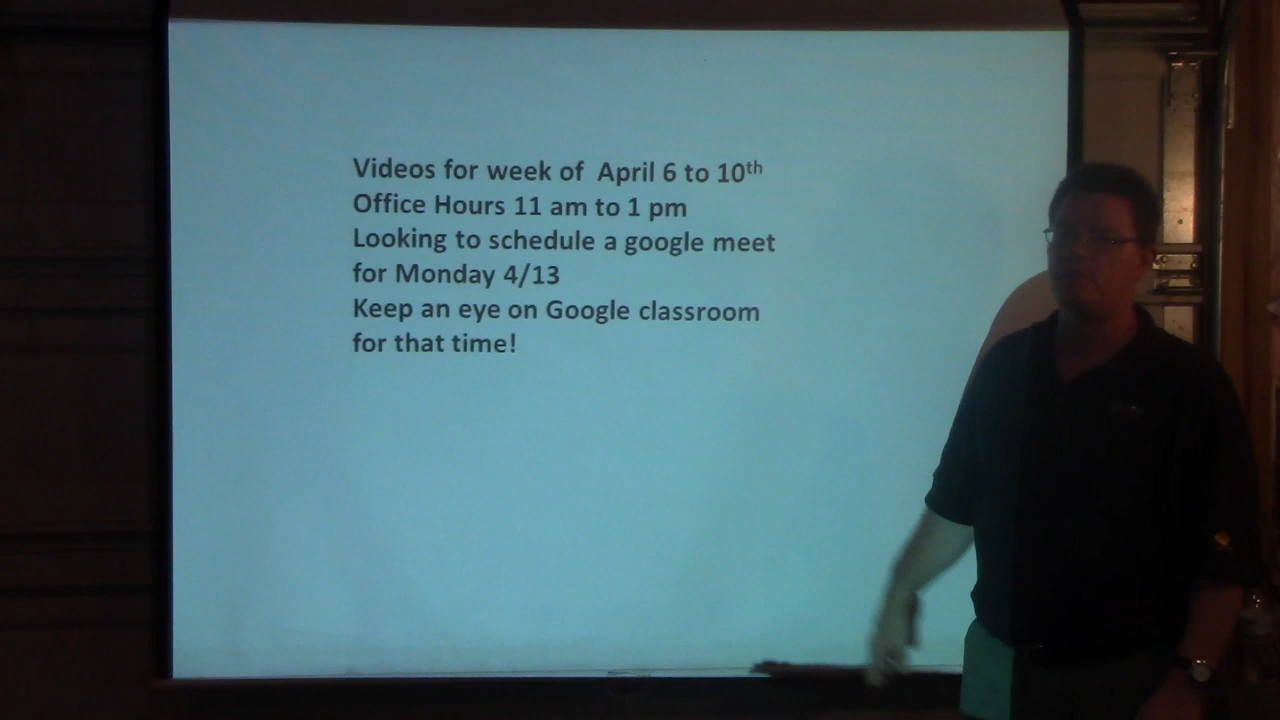 Videos for week of April 6 to 10th
Office Hours 11 am to 1 pm
Looking to schedule a google meet
for Monday 4/13
Keep an eye on Google classroom
for that time!